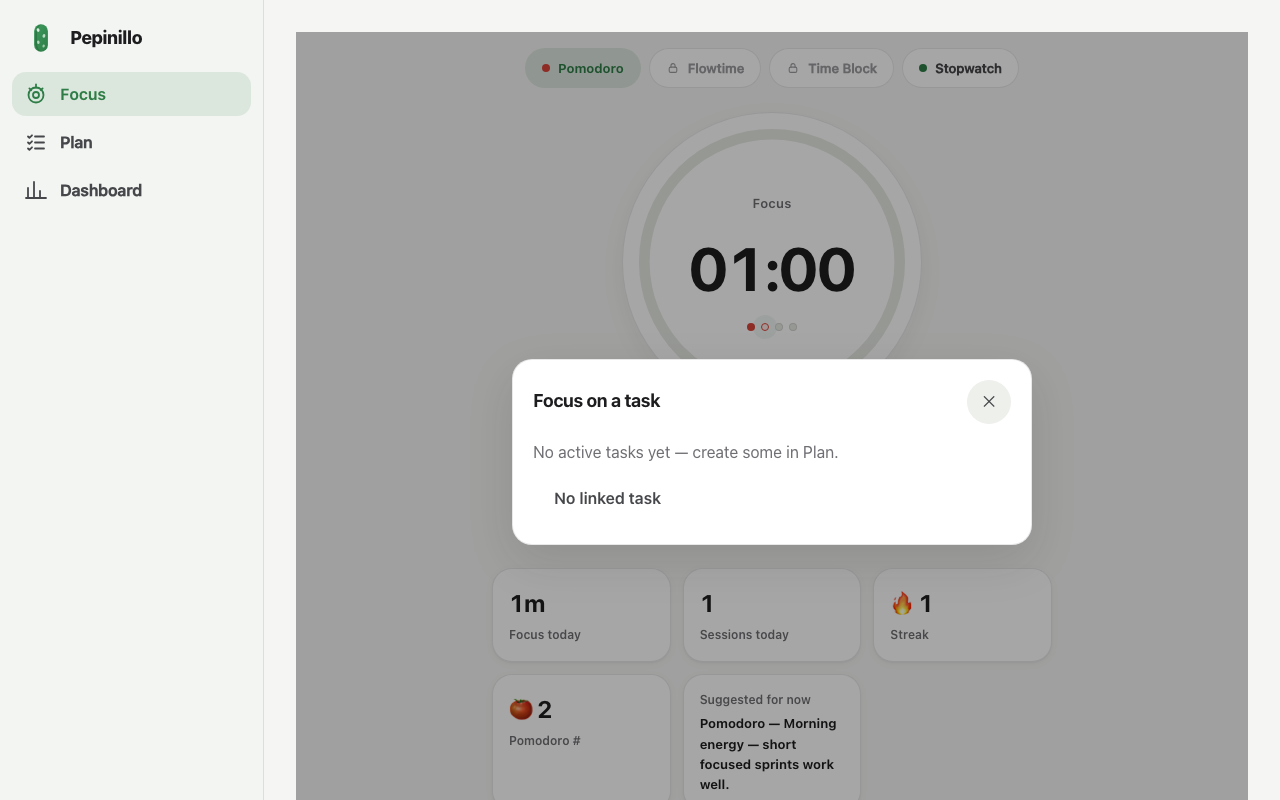 Pepinillo
Focus
Plan
Dashboard
Pomodoro
Flowtime
Time Block
Stopwatch
Focus
01:00
Focus on a task
No active tasks yet — create some in Plan.
No linked task
1m
Focus today
1
Sessions today
🔥 1
Streak
🍅 2
Pomodoro #
Suggested for now
Pomodoro — Morning
energy — short
focused sprints work
well.